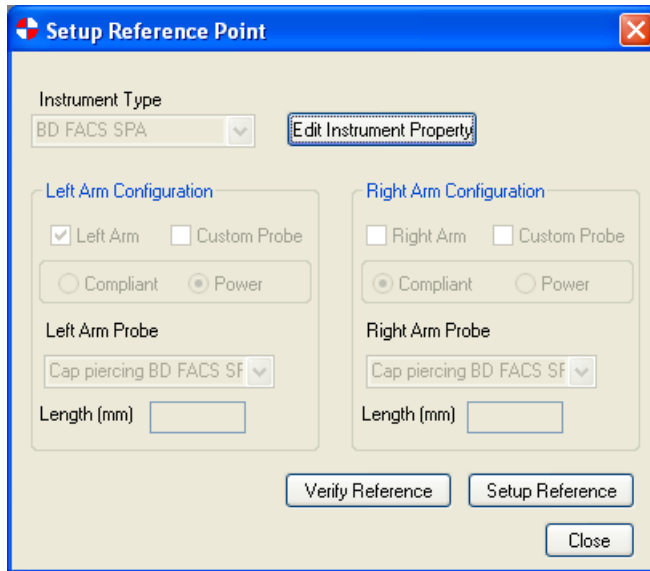 Setup Reference Point
Instrument Type
BD FACS SPA
Edit Instrument Property
Left Arm Configuration
Left Arm Custom Probe
Compliant Power
Left Arm Probe
Cap piercing BD FACS SF
Length (mm)
Right Arm Configuration
Right Arm Custom Probe
Compliant Power
Right Arm Probe
Cap piercing BD FACS SF
Length (mm)
Verify Reference Setup Reference
Close